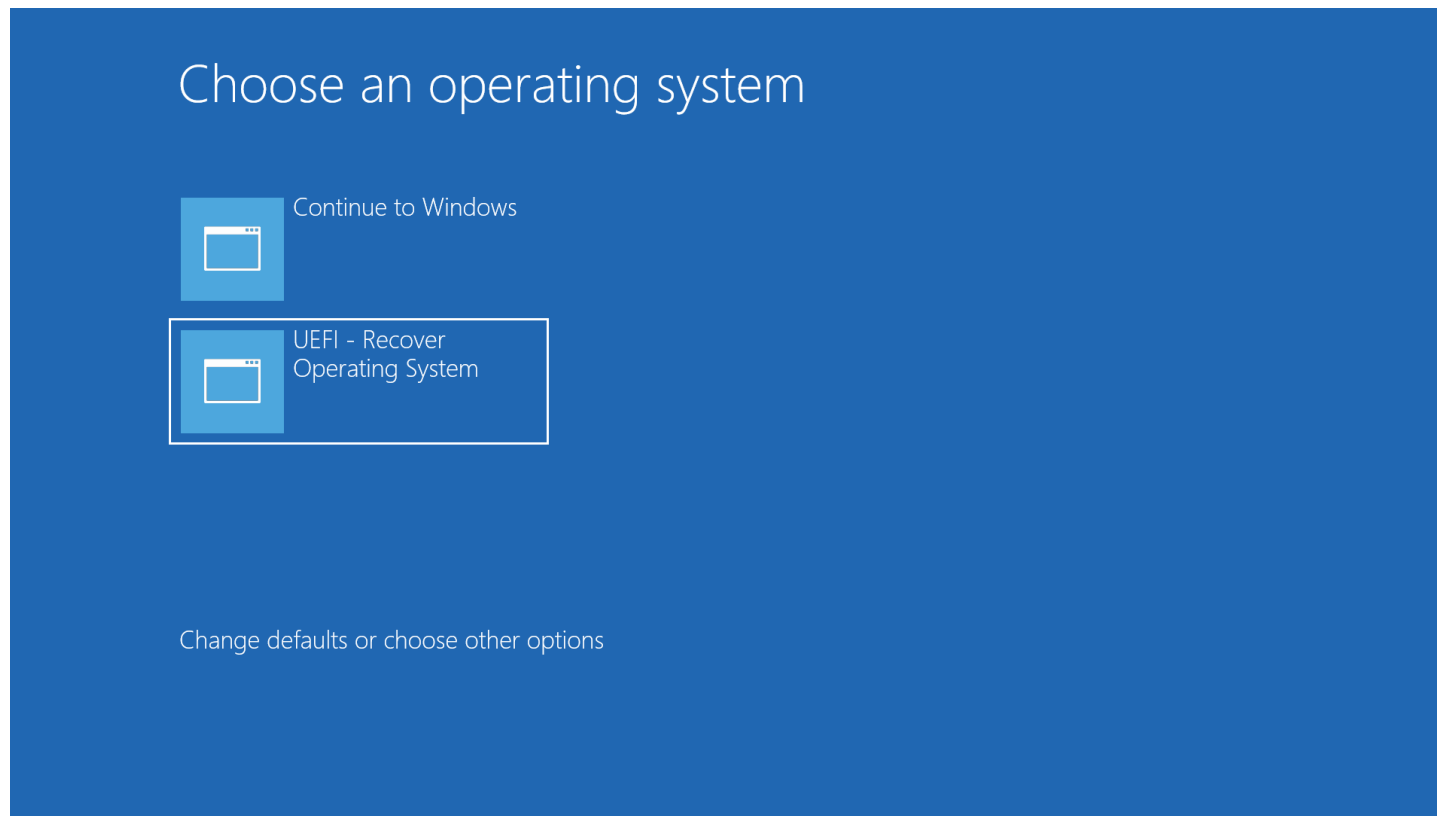 Choose an operating system
Continue to Windows
UEFI - Recover
Operating System
Change defaults or choose other options